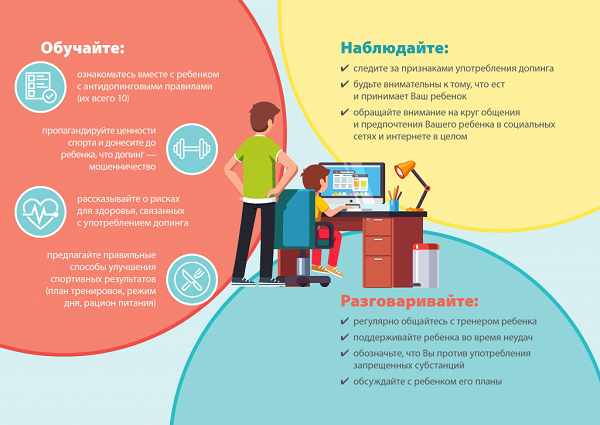 Обучайте:
ознакомьтесь вместе с ребенком
с антидопинговыми правилами
(их всего 10)
пропагандируйте ценности
спорта и донесите до
ребенка, что допинг —
мошенничество
рассказывайте о рисках
для здоровья, связанных
с употреблением допинга
предлагайте правильные
способы улучшения
спортивных результатов
(план тренировок, режим
дня, рацион питания)
Наблюдайте:
✔ следите за признаками употребления допинга
✔ будьте внимательны к тому, что ест
и принимает Ваш ребенок
✔ обращайте внимание на круг общения
и предпочтения Вашего ребенка в социальных
сетях и интернете в целом
Разговаривайте:
✔ регулярно общайтесь с тренером ребенка
✔ поддерживайте ребенка во время неудач
✔ обозначьте, что Вы против употребления
запрещенных субстанций
✔ обсуждайте с ребенком его планы